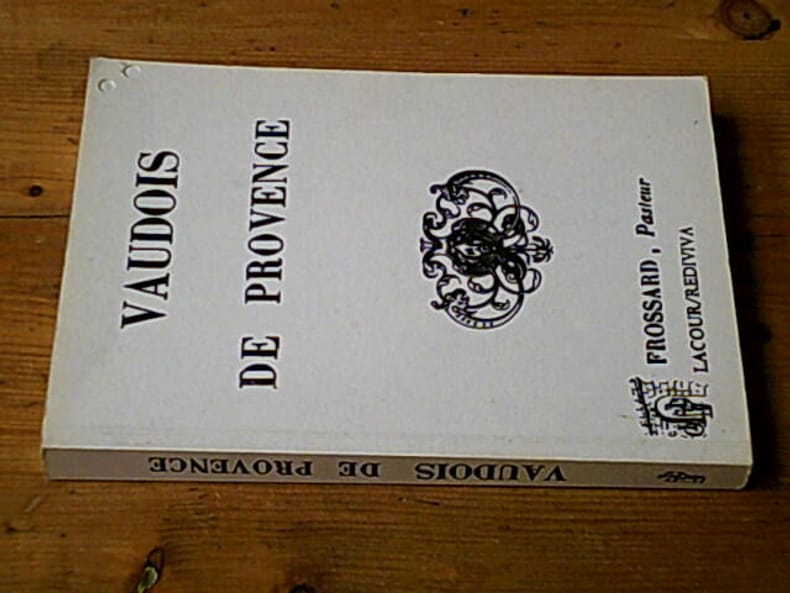 VAUDOIS
DE PROVENCE
FROSSARD, Pasteur
LACOUR/REDIVIVA
VAUDOIS DE PROVENCE